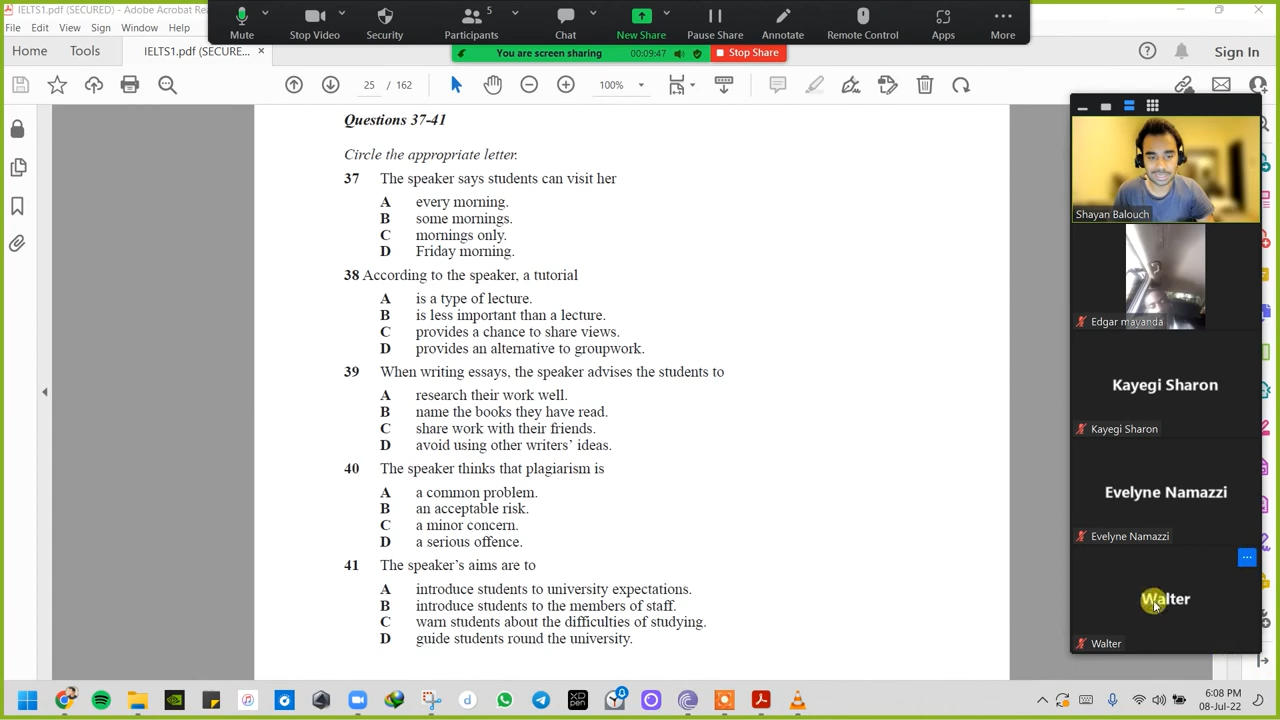 IELTS1.pdf (SECURED) - Adobe Acrobat Rea
File Edit View Sign Window Help
Mute Stop Video Security Participants 5 Chat New Share Pause Share Annotate Remote Control Apps More
Home Tools IELTS1.pdf (SECURE... ×
You are screen sharing 00:09:47 Stop Share
Sign In
25 / 162 100%
Questions 37-41
Circle the appropriate letter.
37 The speaker says students can visit her
A every morning.
B some mornings.
C mornings only.
D Friday morning.
38 According to the speaker, a tutorial
A is a type of lecture.
B is less important than a lecture.
C provides a chance to share views.
D provides an alternative to groupwork.
39 When writing essays, the speaker advises the students to
A research their work well.
B name the books they have read.
C share work with their friends.
D avoid using other writers' ideas.
40 The speaker thinks that plagiarism is
A a common problem.
B an acceptable risk.
C a minor concern.
D a serious offence.
41 The speaker's aims are to
A introduce students to university expectations.
B introduce students to the members of staff.
C warn students about the difficulties of studying.
D guide students round the university.
Shayan Balouch
Edgar mayanda
Kayegi Sharon
Kayegi Sharon
Evelyne Namazzi
Evelyne Namazzi
Walter
Walter
6:08 PM
08-Jul-22